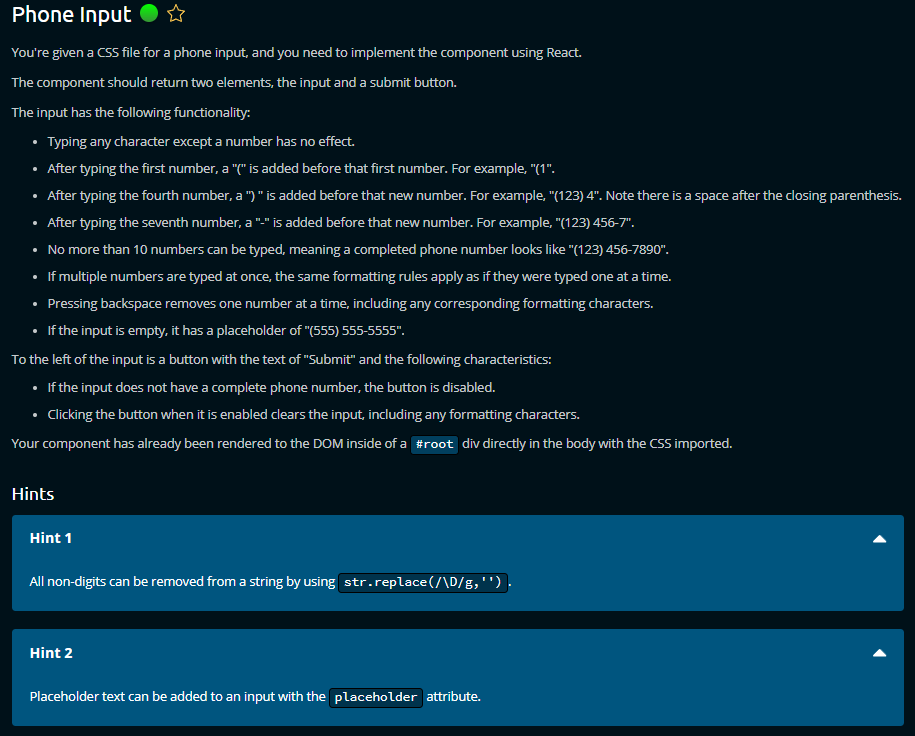 Phone Input
You're given a CSS file for a phone input, and you need to implement the component using React.
The component should return two elements, the input and a submit button.
The input has the following functionality:
• Typing any character except a number has no effect.
• After typing the first number, a "(" is added before that first number. For example, "(1".
• After typing the fourth number, a ") " is added before that new number. For example, "(123) 4". Note there is a space after the closing parenthesis.
• After typing the seventh number, a "-" is added before that new number. For example, "(123) 456-7".
• No more than 10 numbers can be typed, meaning a completed phone number looks like "(123) 456-7890".
• If multiple numbers are typed at once, the same formatting rules apply as if they were typed one at a time.
• Pressing backspace removes one number at a time, including any corresponding formatting characters.
• If the input is empty, it has a placeholder of "(555) 555-5555".
To the left of the input is a button with the text of "Submit" and the following characteristics:
• If the input does not have a complete phone number, the button is disabled.
• Clicking the button when it is enabled clears the input, including any formatting characters.
Your component has already been rendered to the DOM inside of a #root div directly in the body with the CSS imported.
Hints
Hint 1
All non-digits can be removed from a string by using str.replace(/\D/g,'') .
Hint 2
Placeholder text can be added to an input with the placeholder attribute.